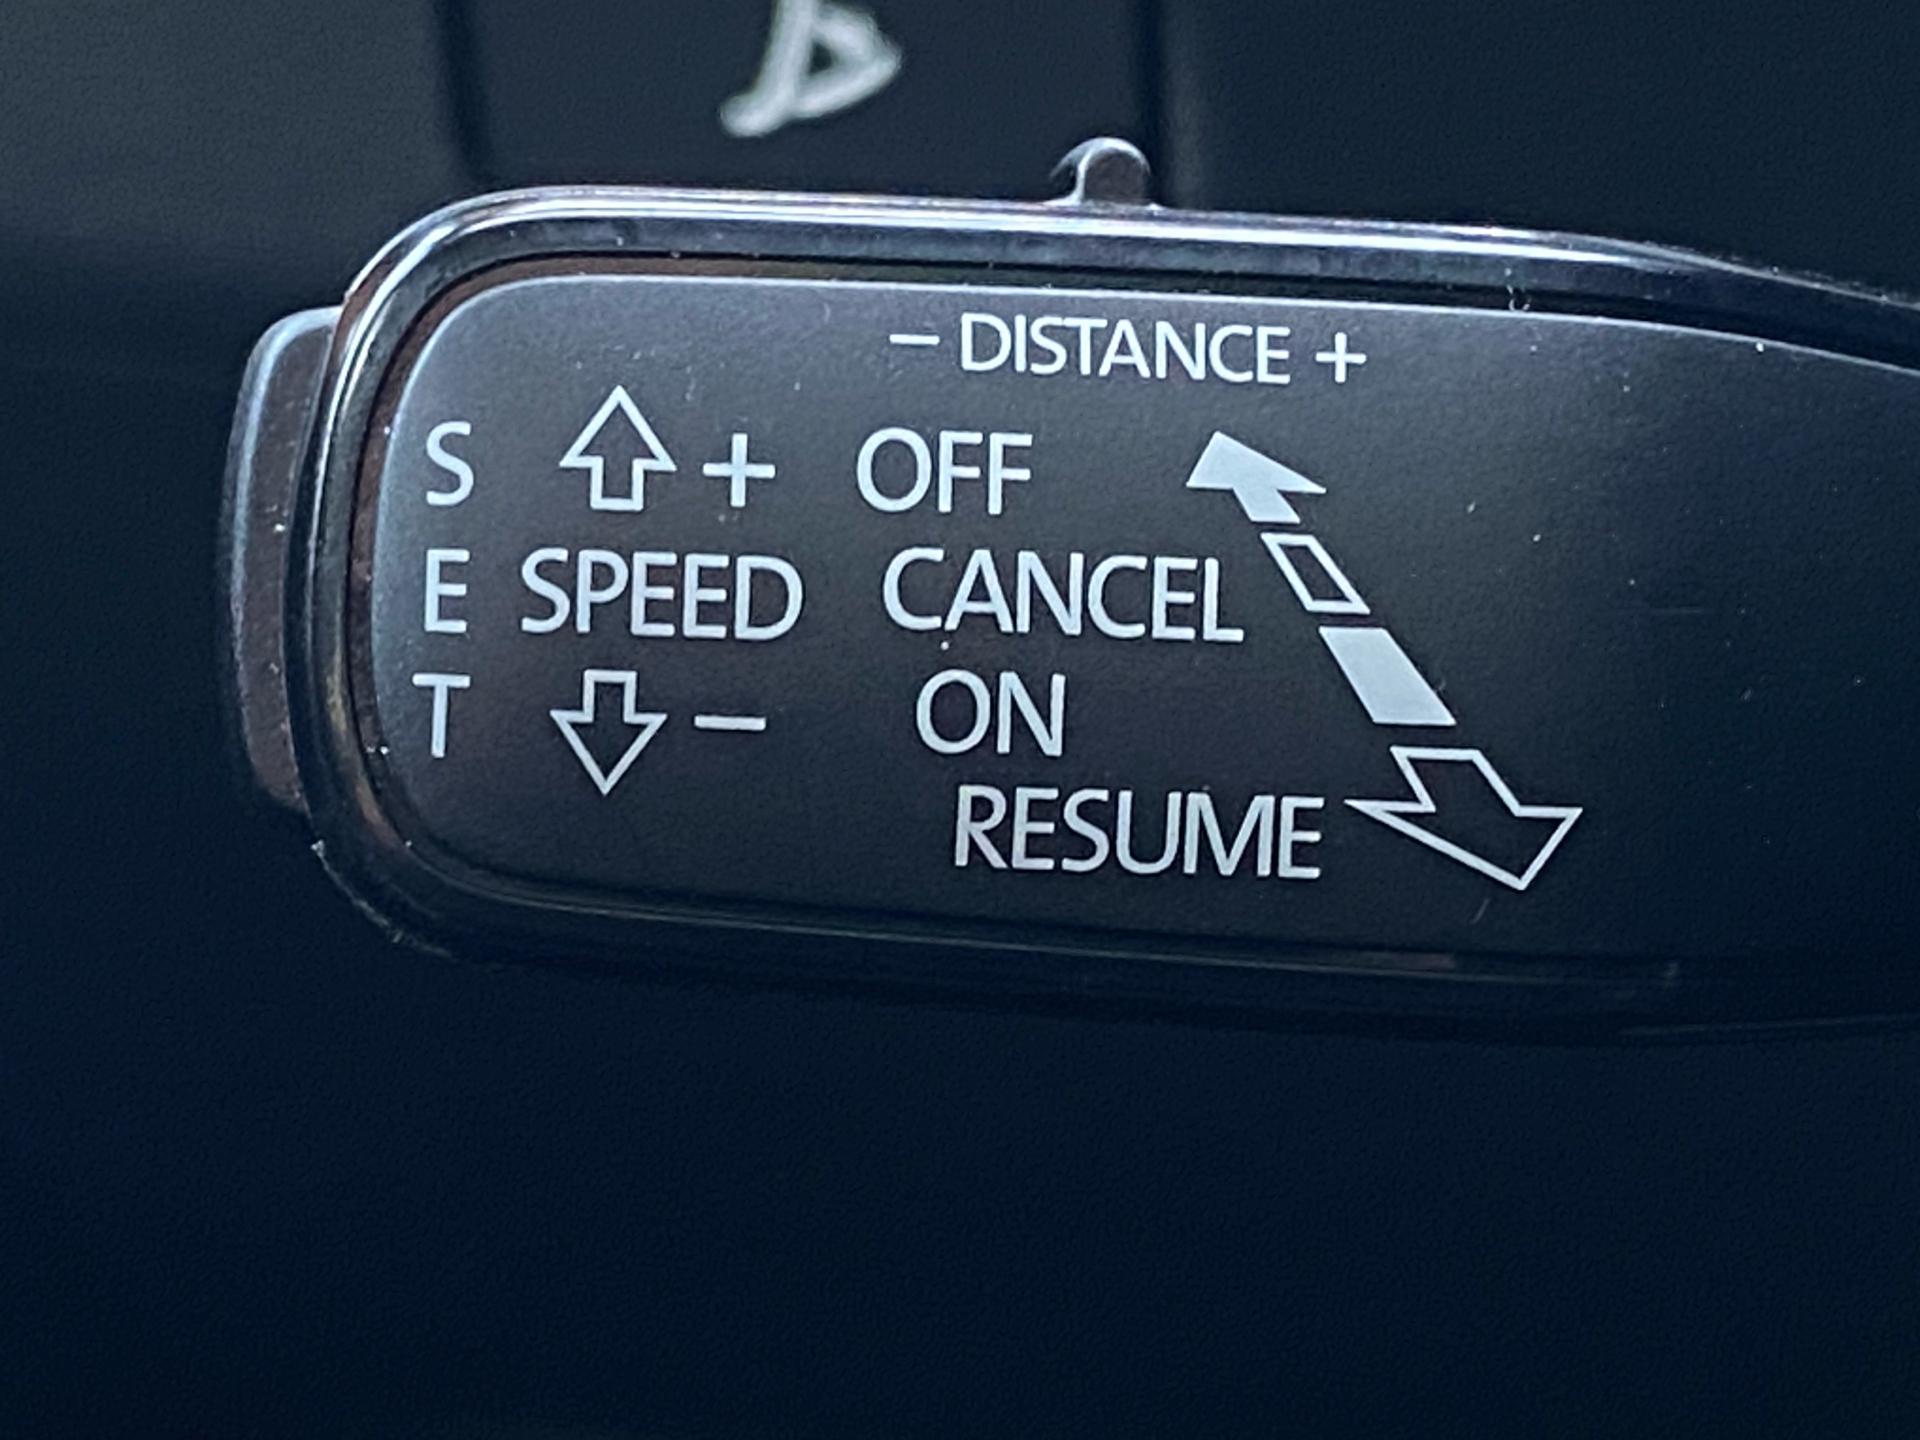 − DISTANCE +
S + OFF
E SPEED CANCEL
T − ON
RESUME